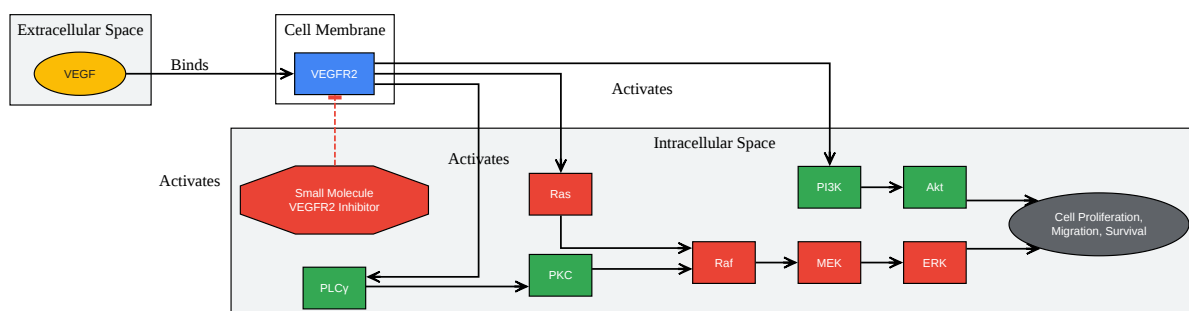 Extracellular Space
Cell Membrane
VEGF
Binds
VEGFR2
Activates
Intracellular Space
Activates
Activates
Small Molecule
VEGFR2 Inhibitor
Ras
PI3K
Akt
Cell Proliferation,
Migration, Survival
PLCγ
PKC
Raf
MEK
ERK